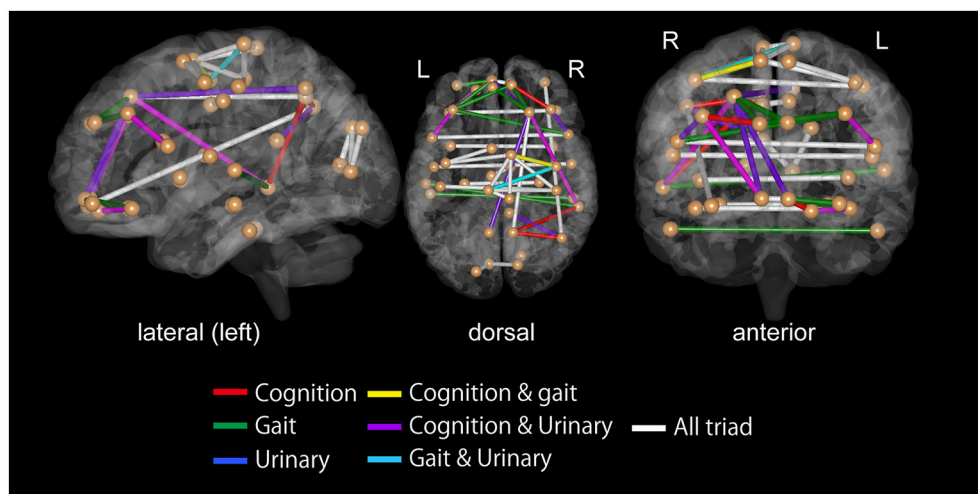 L
R
R
L
lateral (left)
dorsal
anterior
Cognition
Cognition & gait
Gait
Cognition & Urinary
All triad
Urinary
Gait & Urinary